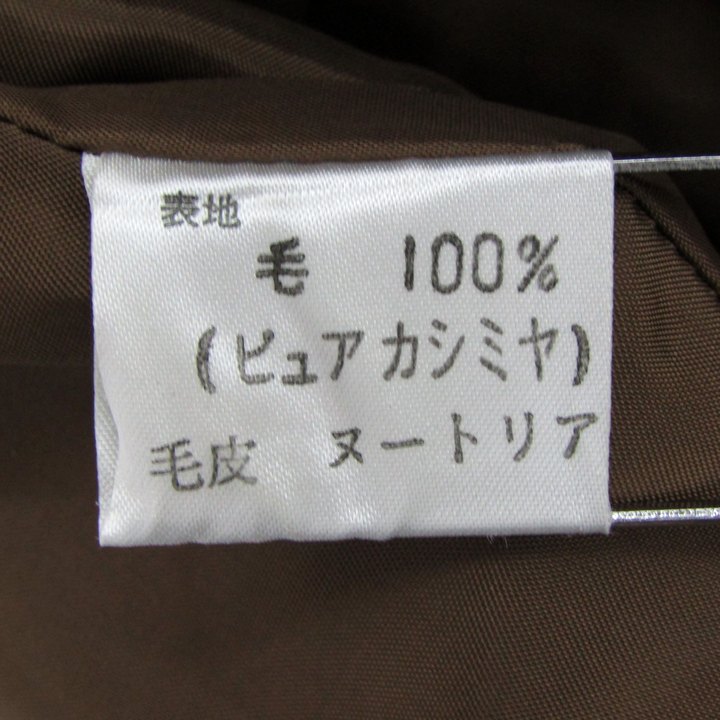 表地
毛 100%
(ピュアカシミヤ)
毛皮 ヌートリア